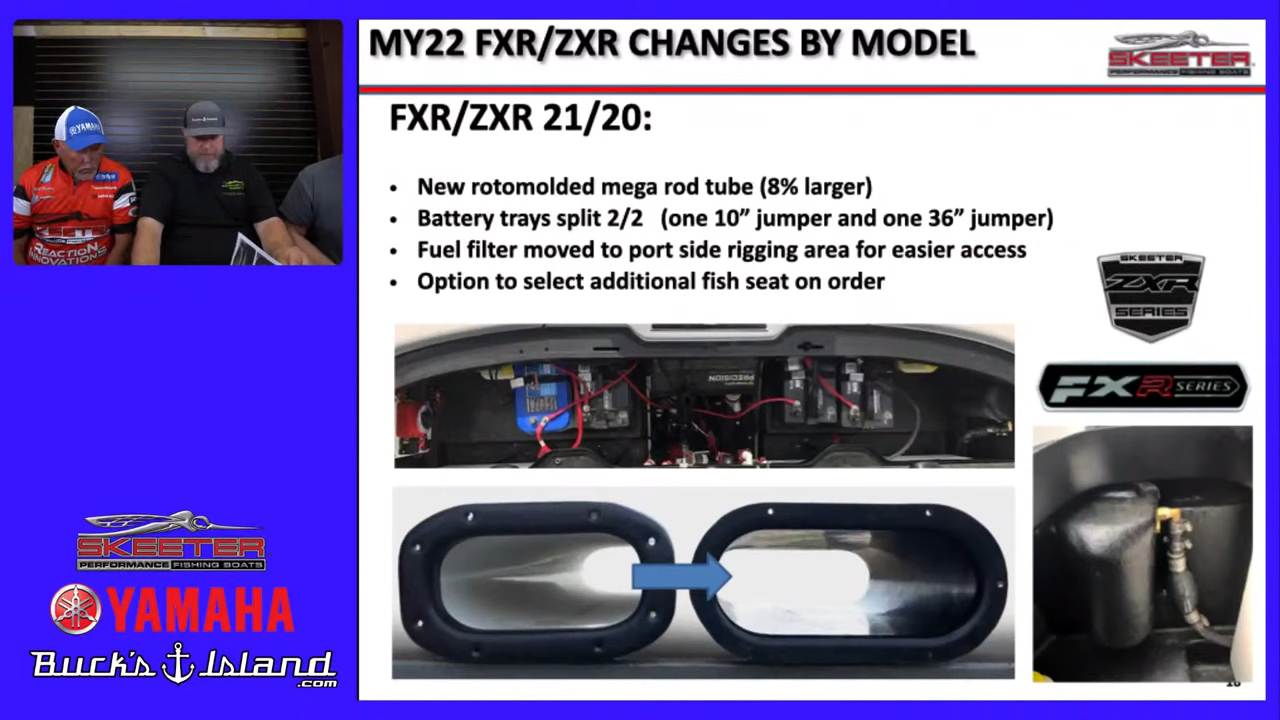 MY22 FXR/ZXR CHANGES BY MODEL
SKEETER
PERFORMANCE FISHING BOATS
FXR/ZXR 21/20:
• New rotomolded mega rod tube (8% larger)
• Battery trays split 2/2 (one 10” jumper and one 36” jumper)
• Fuel filter moved to port side rigging area for easier access
• Option to select additional fish seat on order
SKEETER
ZXR
SERIES
FXR SERIES
PRECISION
YAMAHA
REACTION
INNOVATIONS
SKEETER
PERFORMANCE FISHING BOATS
YAMAHA
Buck's Island
.com